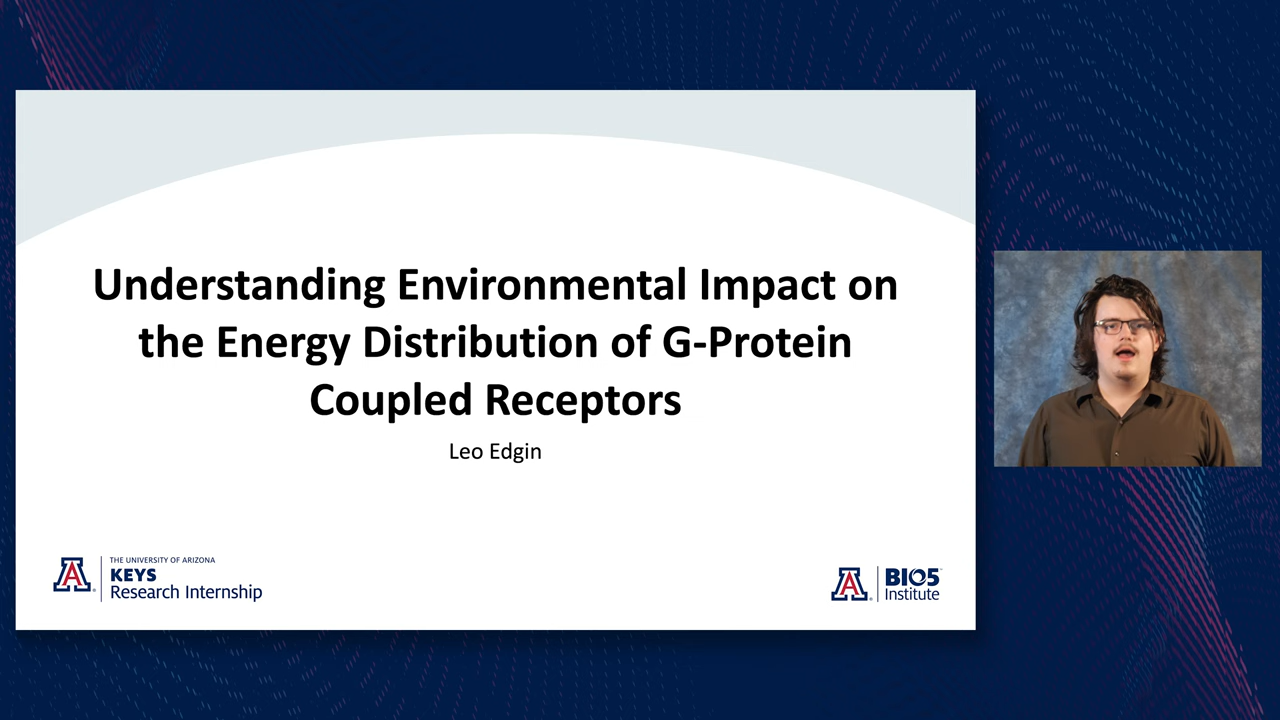 Understanding Environmental Impact on
the Energy Distribution of G-Protein
Coupled Receptors
Leo Edgin
THE UNIVERSITY OF ARIZONA
KEYS
Research Internship
BIO5
Institute